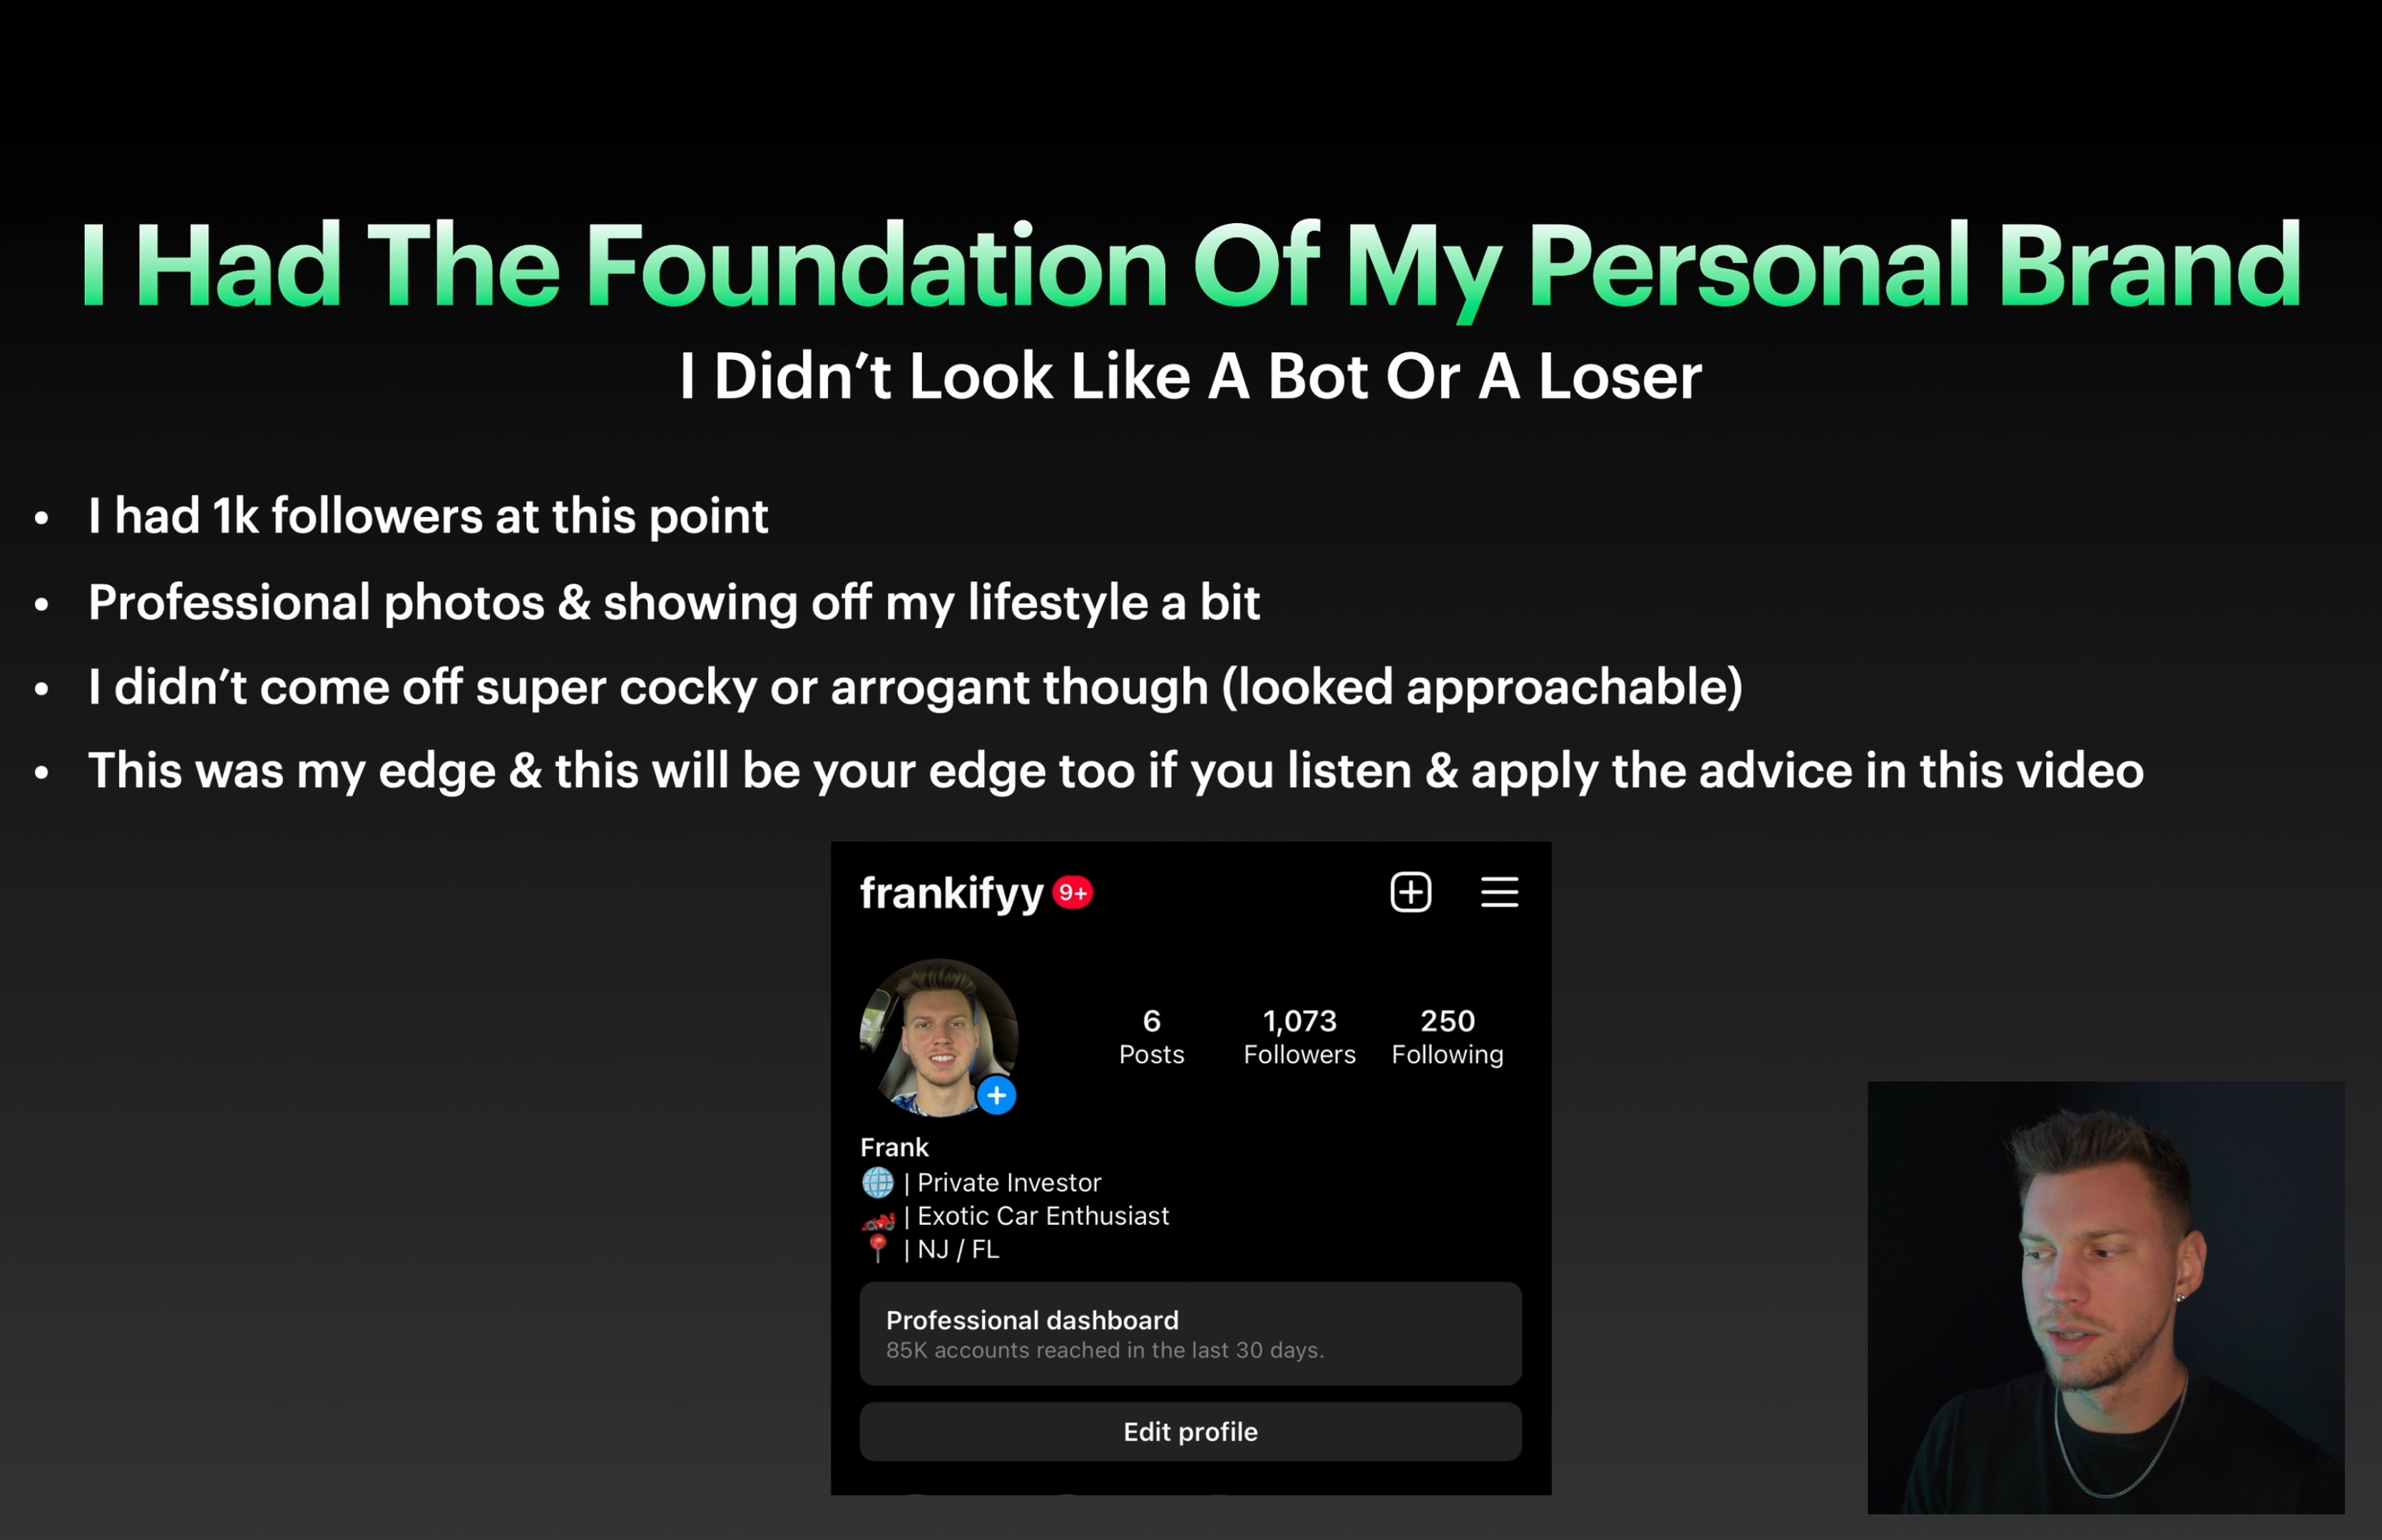 I Had The Foundation Of My Personal Brand
I Didn’t Look Like A Bot Or A Loser
• I had 1k followers at this point
• Professional photos & showing off my lifestyle a bit
• I didn’t come off super cocky or arrogant though (looked approachable)
• This was my edge & this will be your edge too if you listen & apply the advice in this video
frankifyy 9+
6 1,073 250
Posts Followers Following
Frank
🌐 | Private Investor
🏎️ | Exotic Car Enthusiast
📍 | NJ / FL
Professional dashboard
85K accounts reached in the last 30 days.
Edit profile